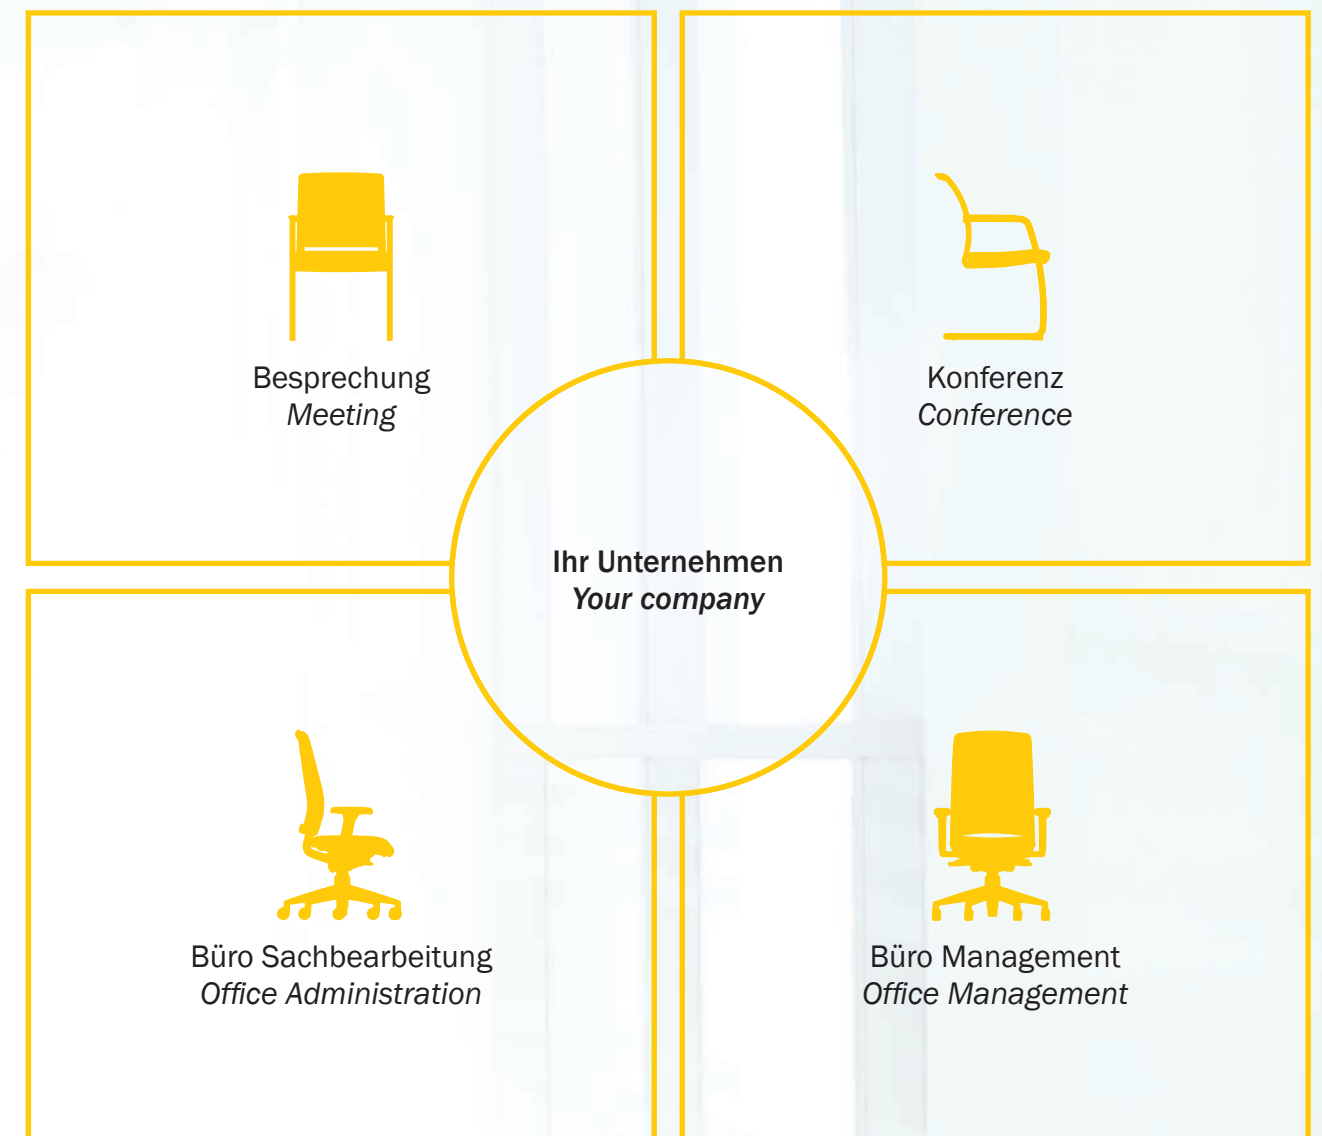 Besprechung
Meeting
Konferenz
Conference
Ihr Unternehmen
Your company
Büro Sachbearbeitung
Office Administration
Büro Management
Office Management